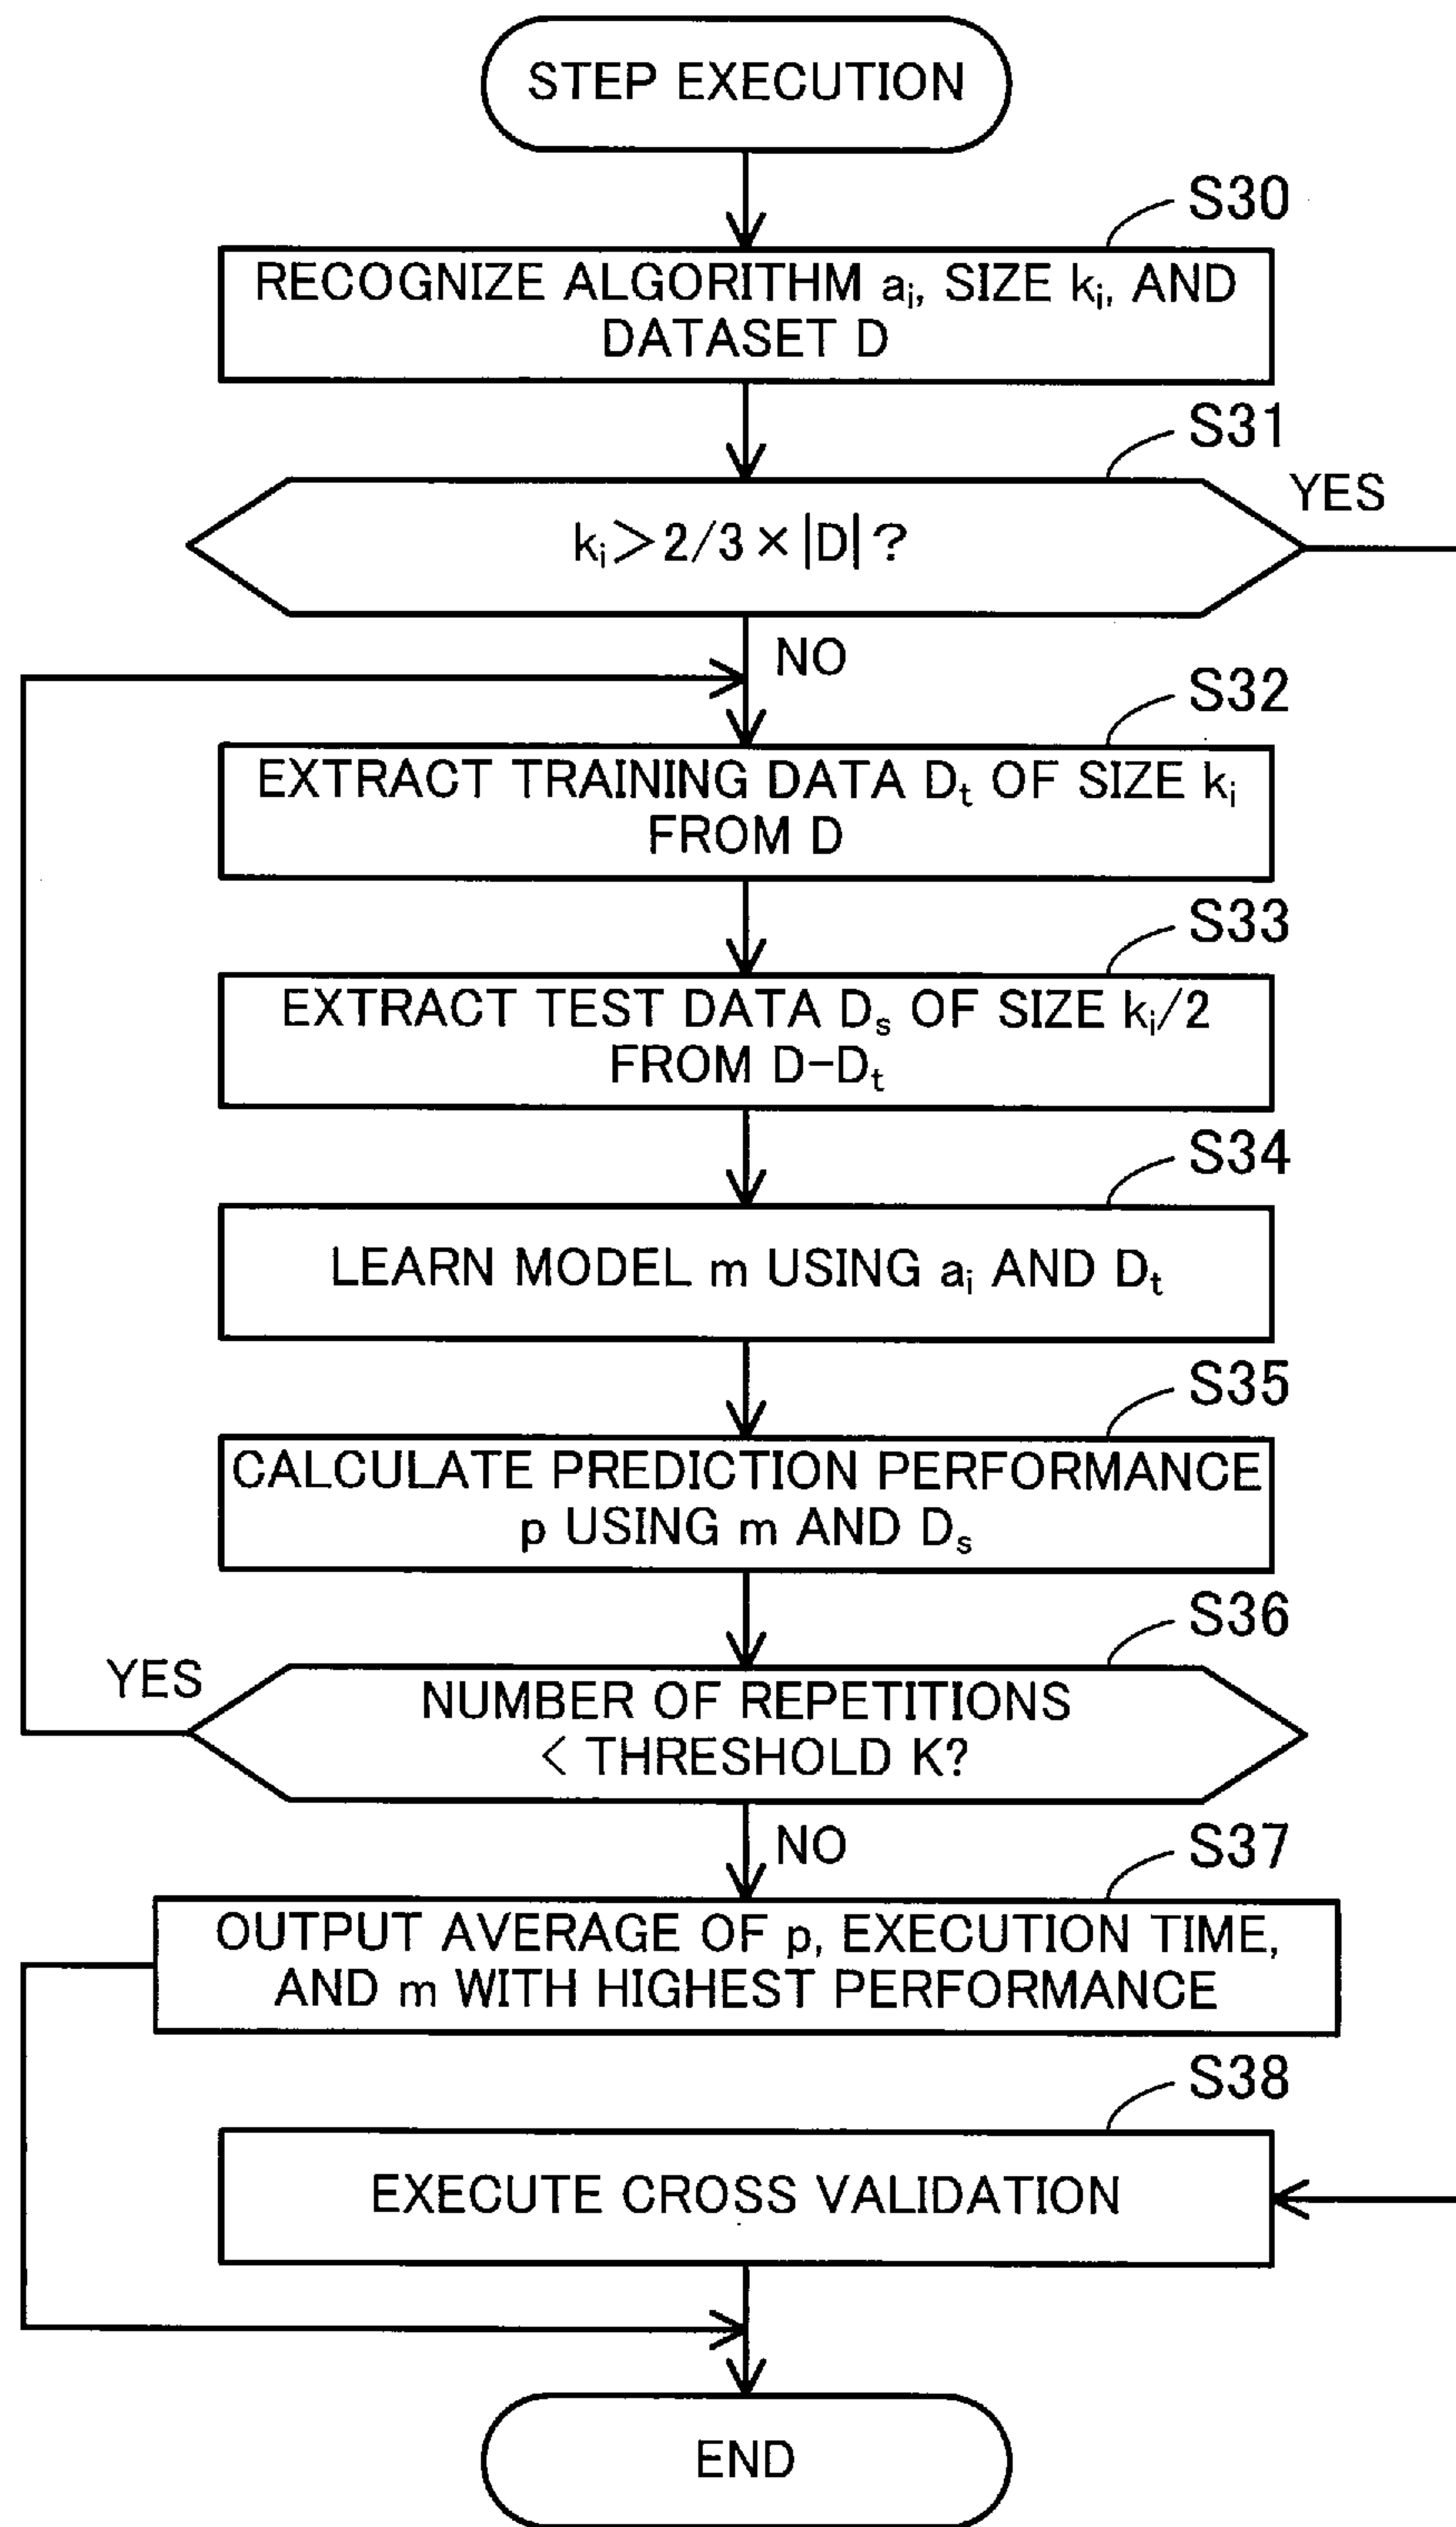 STEP EXECUTION
S30
RECOGNIZE ALGORITHM aᵢ, SIZE kᵢ, AND
DATASET D
S31
kᵢ>2/3×|D|?
YES
NO
S32
EXTRACT TRAINING DATA Dₜ OF SIZE kᵢ
FROM D
S33
EXTRACT TEST DATA Dₛ OF SIZE kᵢ/2
FROM D-Dₜ
S34
LEARN MODEL m USING aᵢ AND Dₜ
S35
CALCULATE PREDICTION PERFORMANCE
p USING m AND Dₛ
S36
YES
NUMBER OF REPETITIONS
< THRESHOLD K?
NO
S37
OUTPUT AVERAGE OF p, EXECUTION TIME,
AND m WITH HIGHEST PERFORMANCE
S38
EXECUTE CROSS VALIDATION
END